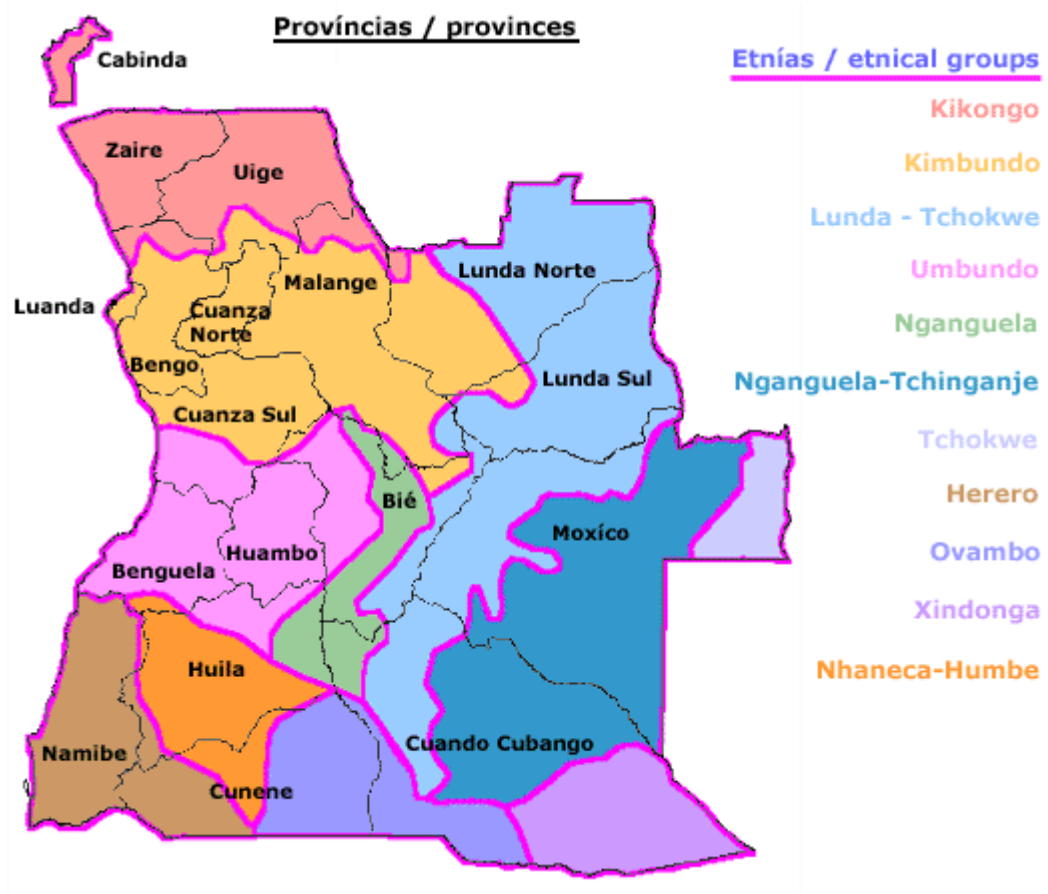 Províncias / provinces
Cabinda
Etnías / etnical groups
Kikongo
Zaire
Kimbundo
Uige
Lunda - Tchokwe
Umbundo
Lunda Norte
Malange
Luanda
Cuanza
Norte
Nganguela
Bengo
Lunda Sul
Nganguela-Tchinganje
Cuanza Sul
Tchokwe
Bié
Herero
Moxíco
Huambo
Ovambo
Benguela
Xindonga
Huila
Nhaneca-Humbe
Cuando Cubango
Namibe
Cunene